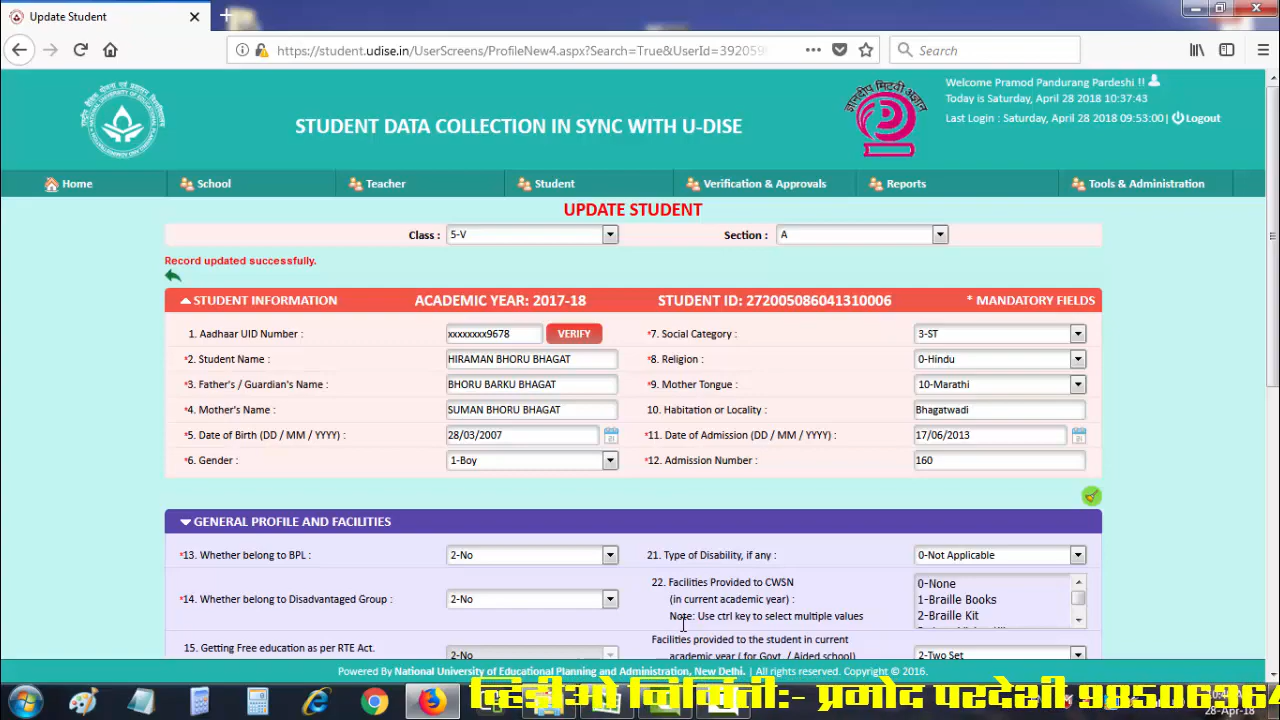 Update Student
https://student.udise.in/UserScreens/ProfileNew4.aspx?Search=True&UserId=392059
Search
Welcome Pramod Pandurang Pardeshi !!
Today is Saturday, April 28 2018 10:37:43
Last Login : Saturday, April 28 2018 09:53:00| Logout
STUDENT DATA COLLECTION IN SYNC WITH U-DISE
Home School Teacher Student Verification & Approvals Reports Tools & Administration
UPDATE STUDENT
Class : 5-V Section : A
Record updated successfully.
STUDENT INFORMATION ACADEMIC YEAR: 2017-18 STUDENT ID: 272005086041310006 * MANDATORY FIELDS
1. Aadhaar UID Number : xxxxxxxx9678 VERIFY *7. Social Category : 3-ST
*2. Student Name : HIRAMAN BHORU BHAGAT *8. Religion : 0-Hindu
*3. Father's / Guardian's Name : BHORU BARKU BHAGAT *9. Mother Tongue : 10-Marathi
*4. Mother's Name : SUMAN BHORU BHAGAT 10. Habitation or Locality : Bhagatwadi
*5. Date of Birth (DD / MM / YYYY) : 28/03/2007 *11. Date of Admission (DD / MM / YYYY) : 17/06/2013
*6. Gender : 1-Boy *12. Admission Number : 160
GENERAL PROFILE AND FACILITIES
*13. Whether belong to BPL : 2-No 21. Type of Disability, if any : 0-Not Applicable
*14. Whether belong to Disadvantaged Group : 2-No 22. Facilities Provided to CWSN
(in current academic year) :
Note: Use ctrl key to select multiple values
0-None
1-Braille Books
2-Braille Kit
15. Getting Free education as per RTE Act. 2-No Facilities provided to the student in current
academic year ( for Govt. / Aided school) 2-Two Set
Powered By National University of Educational Planning and Administration, New Delhi. | All rights reserved. Copyright © 2016.
व्हिडीओ निर्मिती:- प्रमोद परदेशी 98506364
28-Apr-18